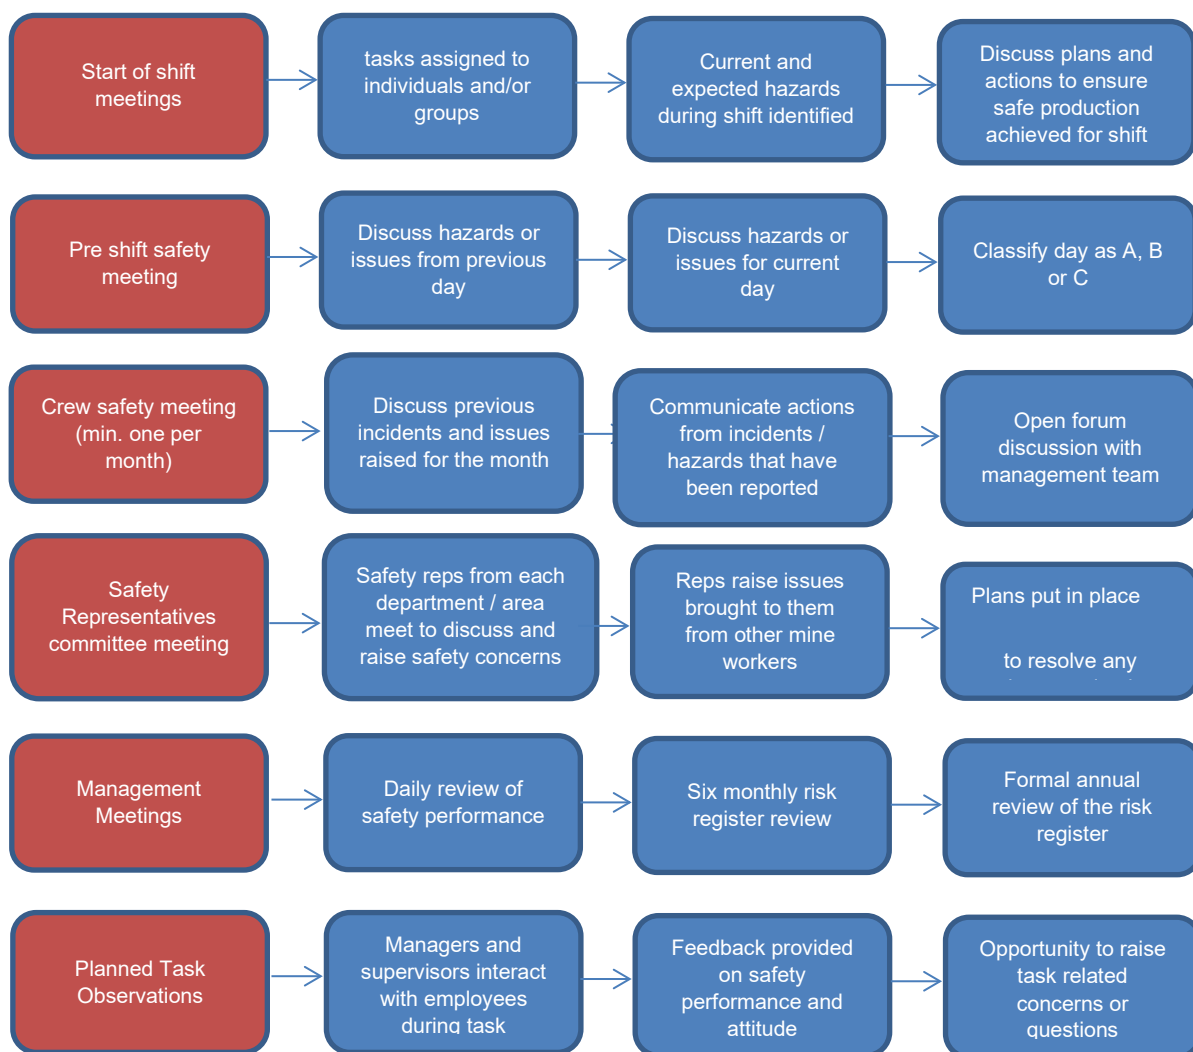 Start of shift
meetings
tasks assigned to
individuals and/or
groups
Current and
expected hazards
during shift identified
Discuss plans and
actions to ensure
safe production
achieved for shift
Pre shift safety
meeting
Discuss hazards or
issues from previous
day
Discuss hazards or
issues for current
day
Classify day as A, B
or C
Crew safety meeting
(min. one per
month)
Discuss previous
incidents and issues
raised for the month
Communicate actions
from incidents /
hazards that have
been reported
Open forum
discussion with
management team
Safety
Representatives
committee meeting
Safety reps from each
department / area
meet to discuss and
raise safety concerns
Reps raise issues
brought to them
from other mine
workers
Plans put in place
to resolve any
Management
Meetings
Daily review of
safety performance
Six monthly risk
register review
Formal annual
review of the risk
register
Planned Task
Observations
Managers and
supervisors interact
with employees
during task
Feedback provided
on safety
performance and
attitude
Opportunity to raise
task related
concerns or
questions